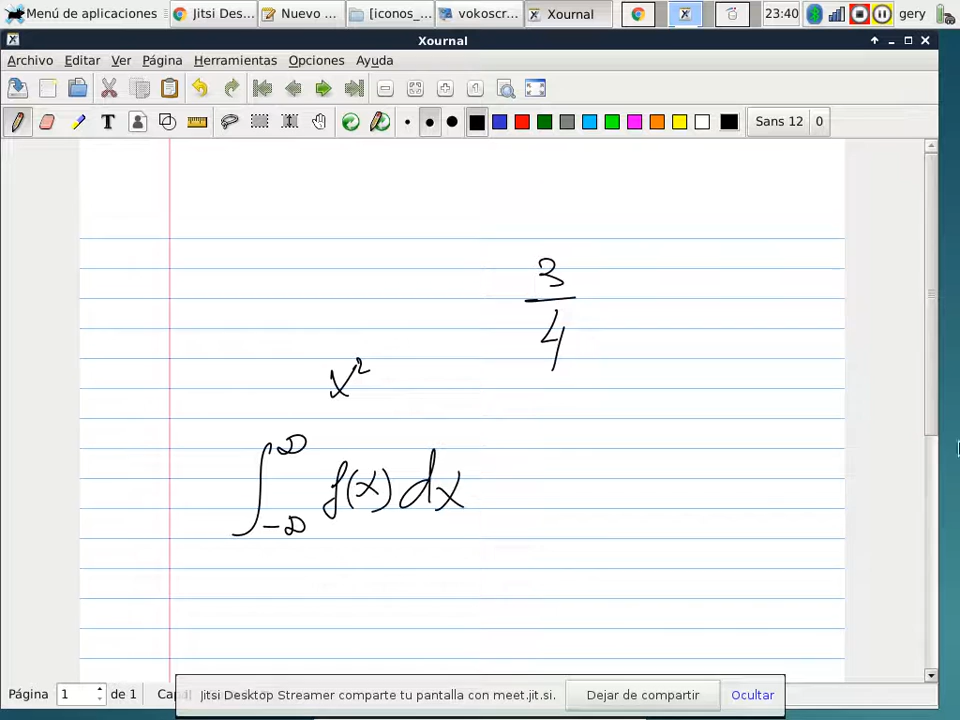 Menú de aplicaciones Jitsi Des... Nuevo ... [iconos_... vokoscr... Xournal 23:40 gery
Xournal
Archivo Editar Ver Página Herramientas Opciones Ayuda
Sans 12 0
3
4
x²
∫ ∞ -∞ f(x) dx
Página 1 de 1 Cap
Jitsi Desktop Streamer comparte tu pantalla con meet.jit.si. Dejar de compartir Ocultar